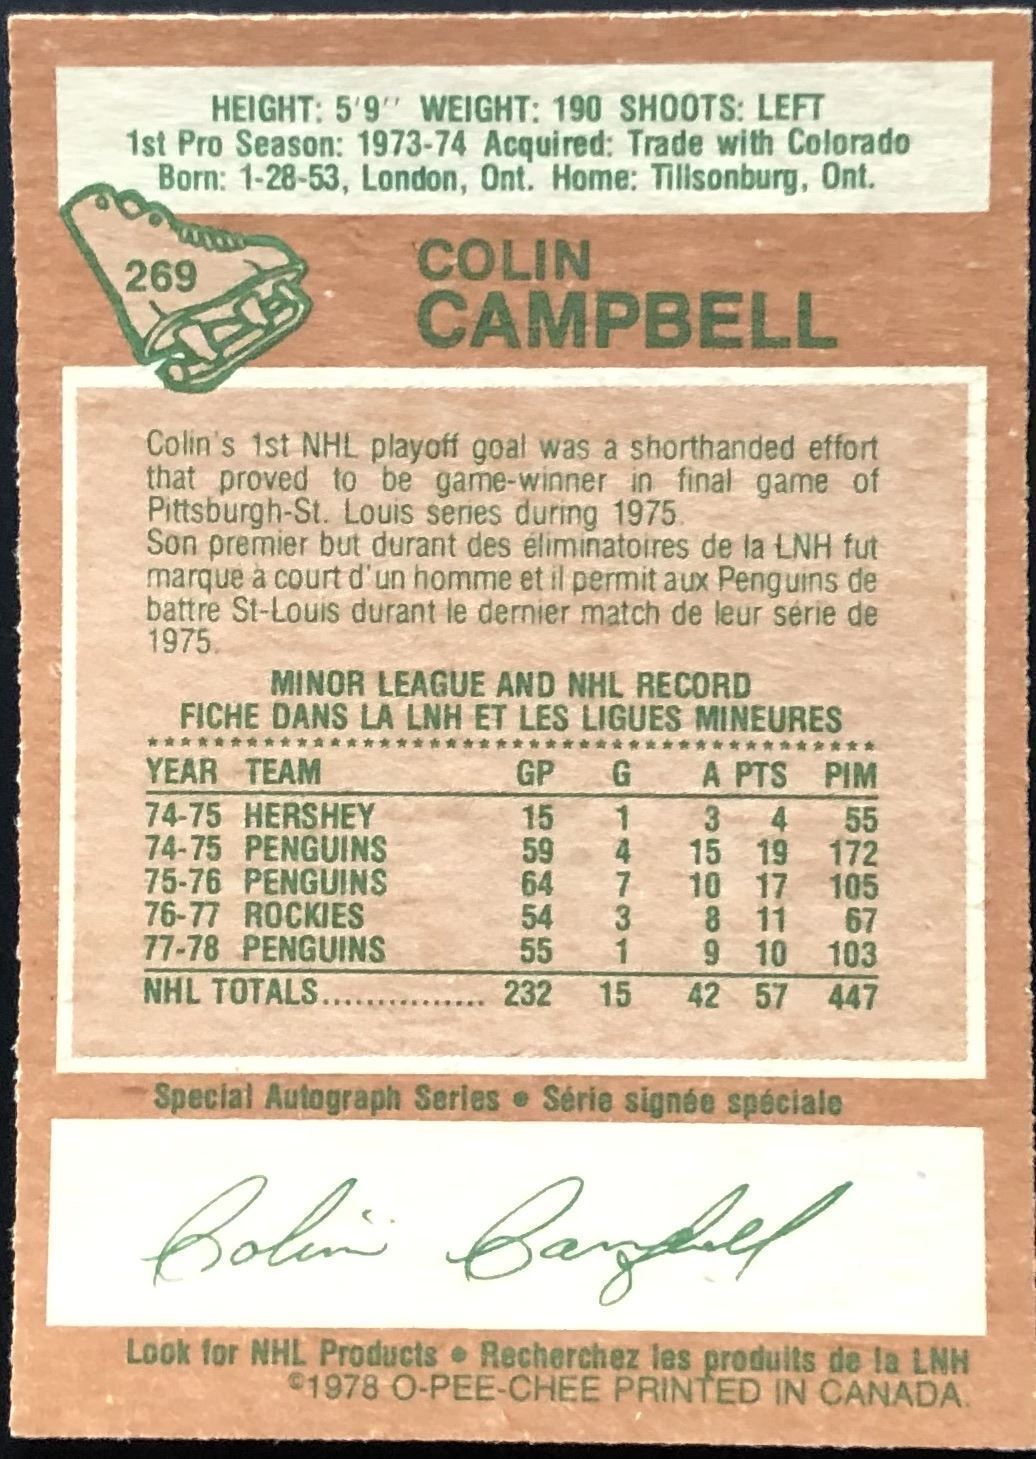 HEIGHT: 5'9" WEIGHT: 190 SHOOTS: LEFT
1st Pro Season: 1973-74 Acquired: Trade with Colorado
Born: 1-28-53, London, Ont. Home: Tillsonburg, Ont.
269
COLIN
CAMPBELL
Colin's 1st NHL playoff goal was a shorthanded effort
that proved to be game-winner in final game of
Pittsburgh-St. Louis series during 1975.
Son premier but durant des éliminatoires de la LNH fut
marque à court d'un homme et il permit aux Penguins de
battre St-Louis durant le dernier match de leur série de
1975.
MINOR LEAGUE AND NHL RECORD
FICHE DANS LA LNH ET LES LIGUES MINEURES
YEAR TEAM GP G A PTS PIM
74-75 HERSHEY 15 1 3 4 55
74-75 PENGUINS 59 4 15 19 172
75-76 PENGUINS 64 7 10 17 105
76-77 ROCKIES 54 3 8 11 67
77-78 PENGUINS 55 1 9 10 103
NHL TOTALS............... 232 15 42 57 447
Special Autograph Series • Série signée spéciale
Colin Campbell
Look for NHL Products • Recherchez les produits de la LNH
©1978 O-PEE-CHEE PRINTED IN CANADA.